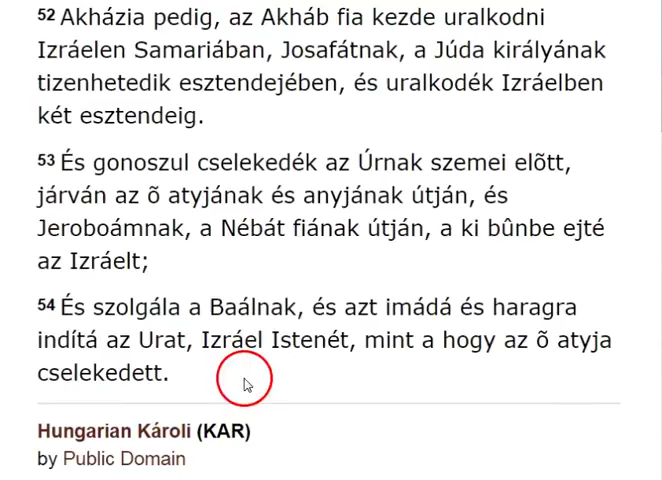 52 Akházia pedig, az Akháb fia kezde uralkodni
Izráelen Samariában, Josafátnak, a Júda királyának
tizenhetedik esztendejében, és uralkodék Izráelben
két esztendeig.
53 És gonoszul cselekedék az Úrnak szemei elõtt,
járván az õ atyjának és anyjának útján, és
Jeroboámnak, a Nébát fiának útján, a ki bûnbe ejté
az Izráelt;
54 És szolgála a Baálnak, és azt imádá és haragra
indítá az Urat, Izráel Istenét, mint a hogy az õ atyja
cselekedett.
Hungarian Károli (KAR)
by Public Domain